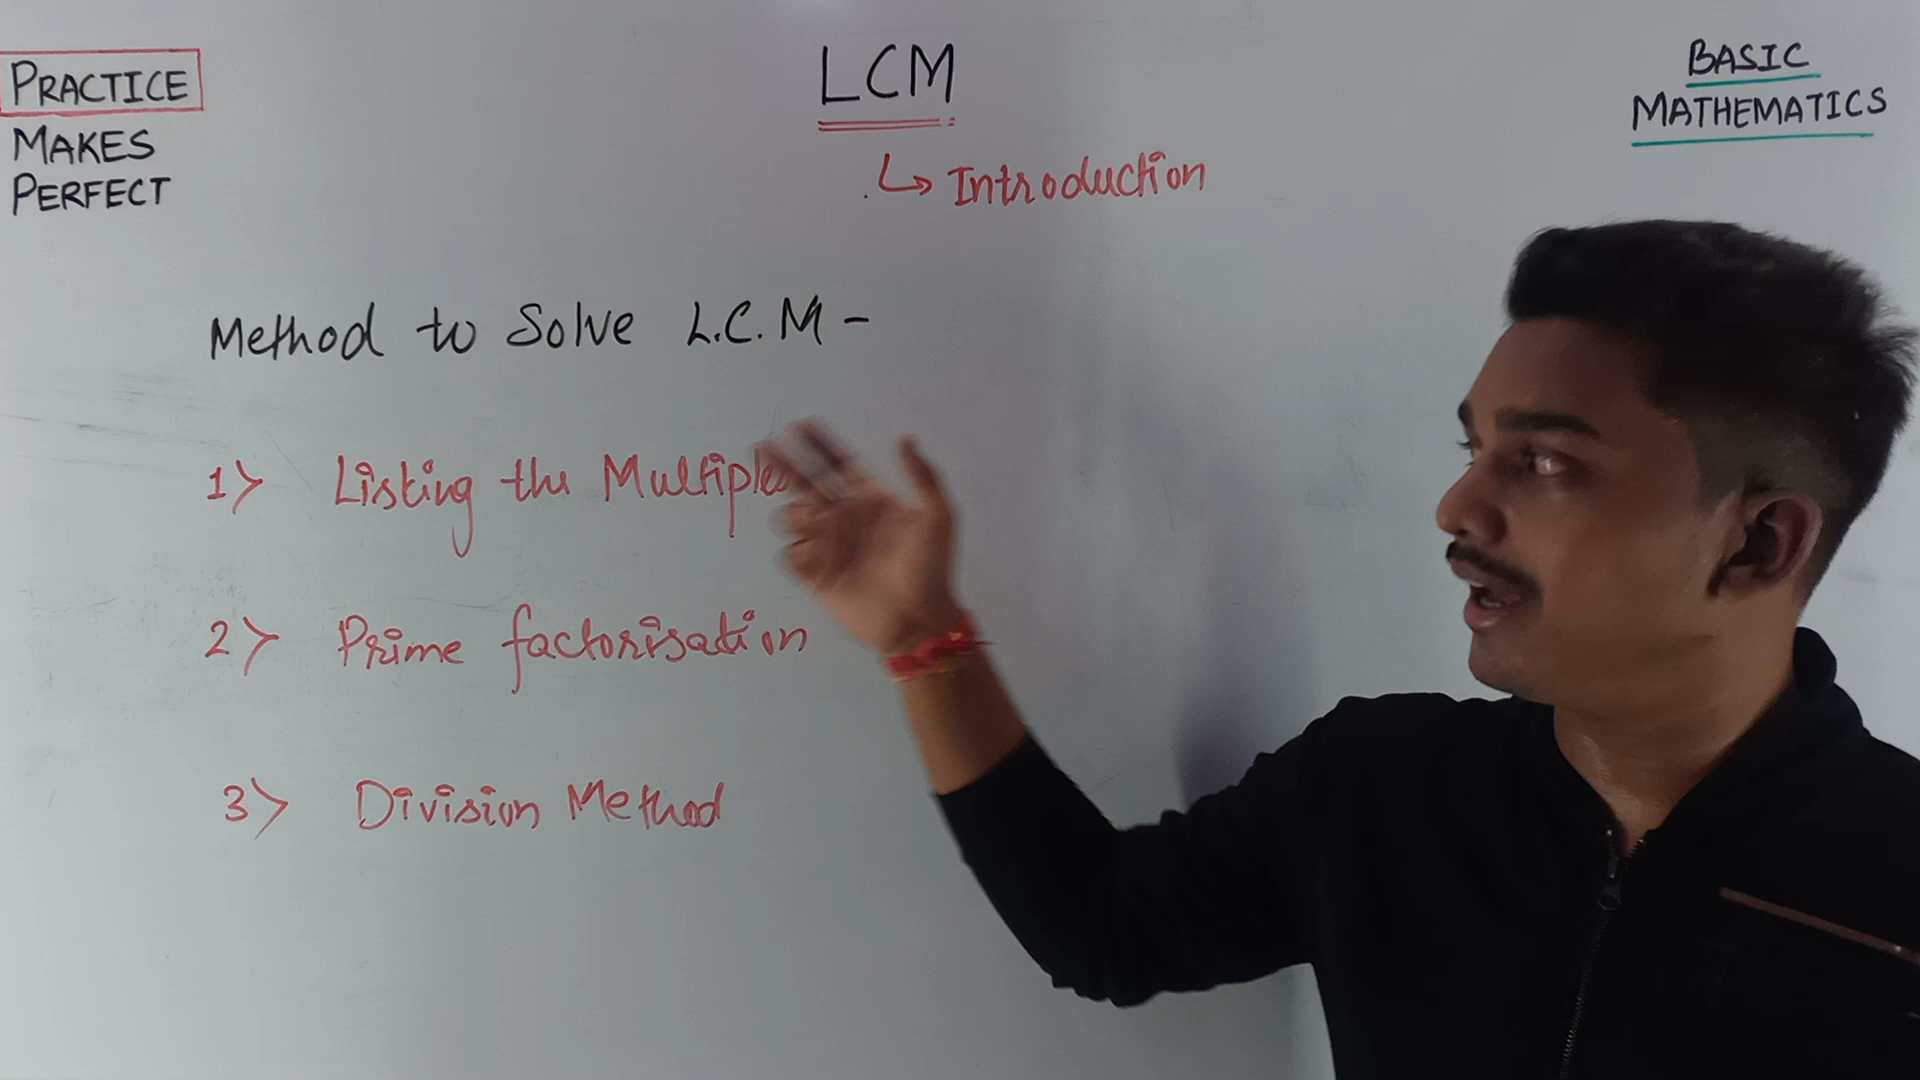 PRACTICE
MAKES
PERFECT
LCM
↳ Introduction
BASIC
MATHEMATICS
Method to Solve L.C.M -
1> Listing the Multiples
2> Prime factorisation
3> Division Method